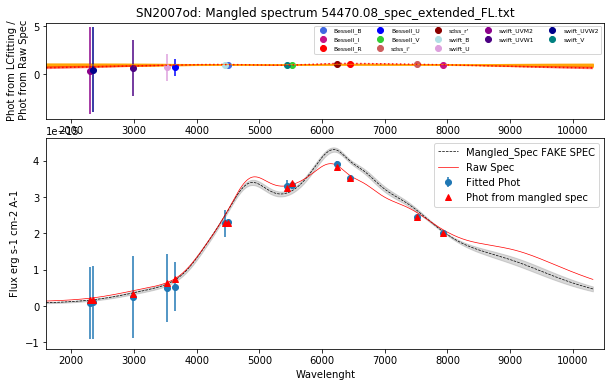 SN2007od: Mangled spectrum 54470.08_spec_extended_FL.txt
Phot from LCfitting /
Phot from Raw Spec
5
0
Bessell_B
Bessell_I
Bessell_R
Bessell_U
Bessell_V
sdss_i'
sdss_r'
swift_B
swift_U
swift_UVM2
swift_UVW1
swift_UVW2
swift_V
2000 3000 4000 5000 6000 7000 8000 9000 10000
Flux erg s-1 cm-2 A-1
4
3
2
1
0
−1
Mangled_Spec FAKE SPEC
Raw Spec
Fitted Phot
Phot from mangled spec
2000 3000 4000 5000 6000 7000 8000 9000 10000
Wavelenght